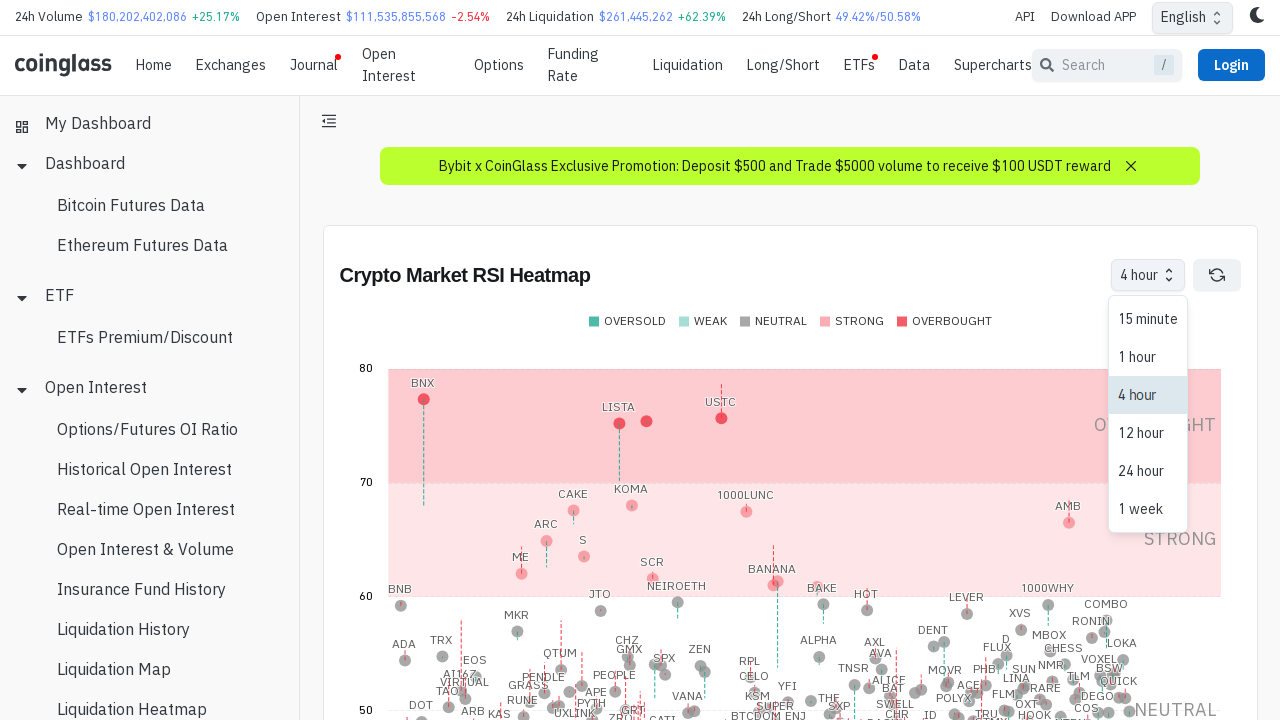 24h Volume $180,202,402,086 +25.17% Open Interest $111,535,855,568 -2.54% 24h Liquidation $261,445,262 +62.39% 24h Long/Short 49.42%/50.58% API Download APP English
coinglass Home Exchanges Journal Open Interest Options Funding Rate Liquidation Long/Short ETFs Data Supercharts Search / Login
My Dashboard
Dashboard
Bitcoin Futures Data
Ethereum Futures Data
ETF
ETFs Premium/Discount
Open Interest
Options/Futures OI Ratio
Historical Open Interest
Real-time Open Interest
Open Interest & Volume
Insurance Fund History
Liquidation History
Liquidation Map
Liquidation Heatmap
Bybit x CoinGlass Exclusive Promotion: Deposit $500 and Trade $5000 volume to receive $100 USDT reward
Crypto Market RSI Heatmap
4 hour
15 minute
1 hour
4 hour
12 hour
24 hour
1 week
OVERSOLD WEAK NEUTRAL STRONG OVERBOUGHT
80
BNX
LISTA
USTC
70
CAKE
KOMA
1000LUNC
AMB
ARC
S
STRONG
ME
SCR
BANANA
60
BNB
JTO
NEIROETH
BAKE
HOT
LEVER
1000WHY
COMBO
MKR
XVS
RONIN
ADA
TRX
CHZ
GMX
ZEN
ALPHA
AXL
AVA
DENT
FLUX
D
MBOX
CHESS
LOKA
EOS
QTUM
SPX
RPL
CELO
TNSR
MOVR
PHB
SUN
NMR
VOXEL
BSW
AI16Z
VIRTUAL
TAO
PENDLE
GRASS
PEOPLE
APE
VANA
KSM
YFI
ALICE
BAT
ACE
LINA
RARE
TLM
QUICK
DOT
ARB
KAS
RUNE
UXLINK
PYTH
GRT
SUPER
THE
SXP
SWELL
POLYX
FLM
OXT
DEGO
50
CATI
BTCDOM
ENJ
CHR
ID
TRU
HOOK
COS
NEUTRAL